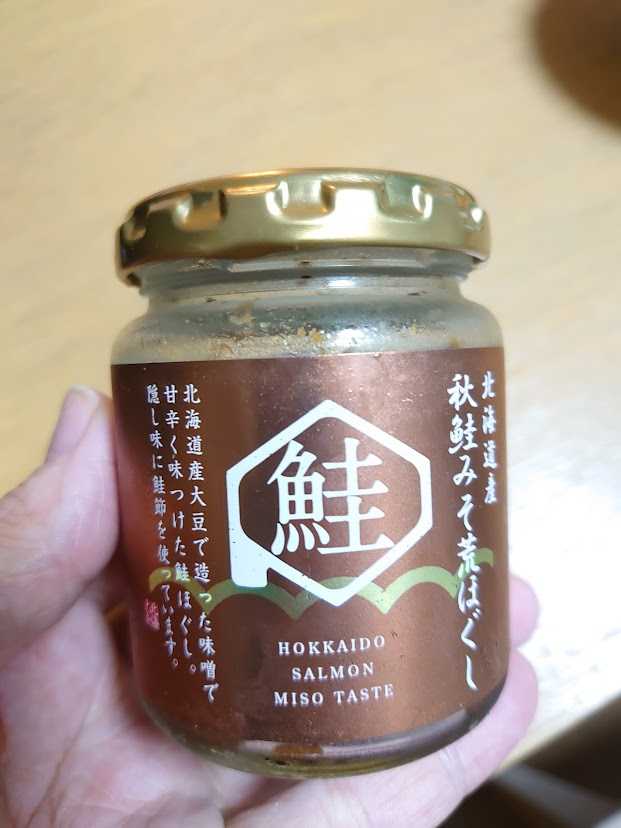 北海道産
秋鮭みそ荒ほぐし
鮭
北海道産大豆で造った味噌で
甘辛く味つけた鮭ほぐし。
隠し味に鮭節を使っています。
HOKKAIDO
SALMON
MISO TASTE